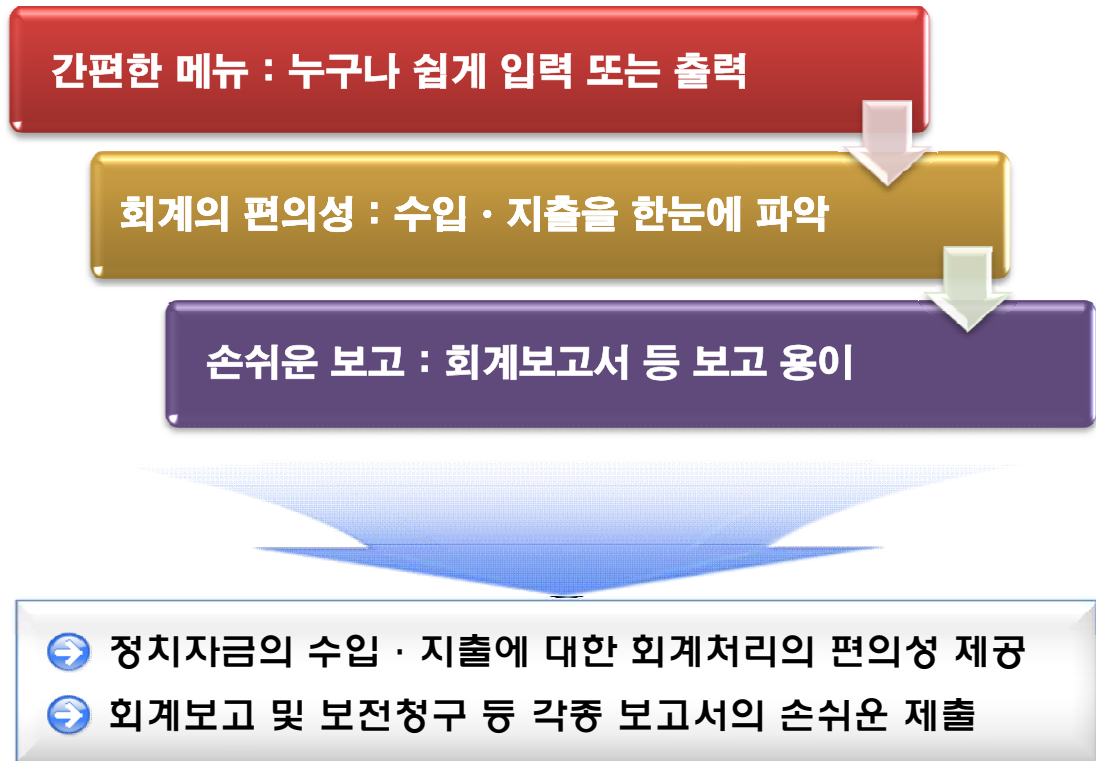 간편한 메뉴 : 누구나 쉽게 입력 또는 출력
회계의 편의성 : 수입 · 지출을 한눈에 파악
손쉬운 보고 : 회계보고서 등 보고 용이
정치자금의 수입 · 지출에 대한 회계처리의 편의성 제공
회계보고 및 보전청구 등 각종 보고서의 손쉬운 제출